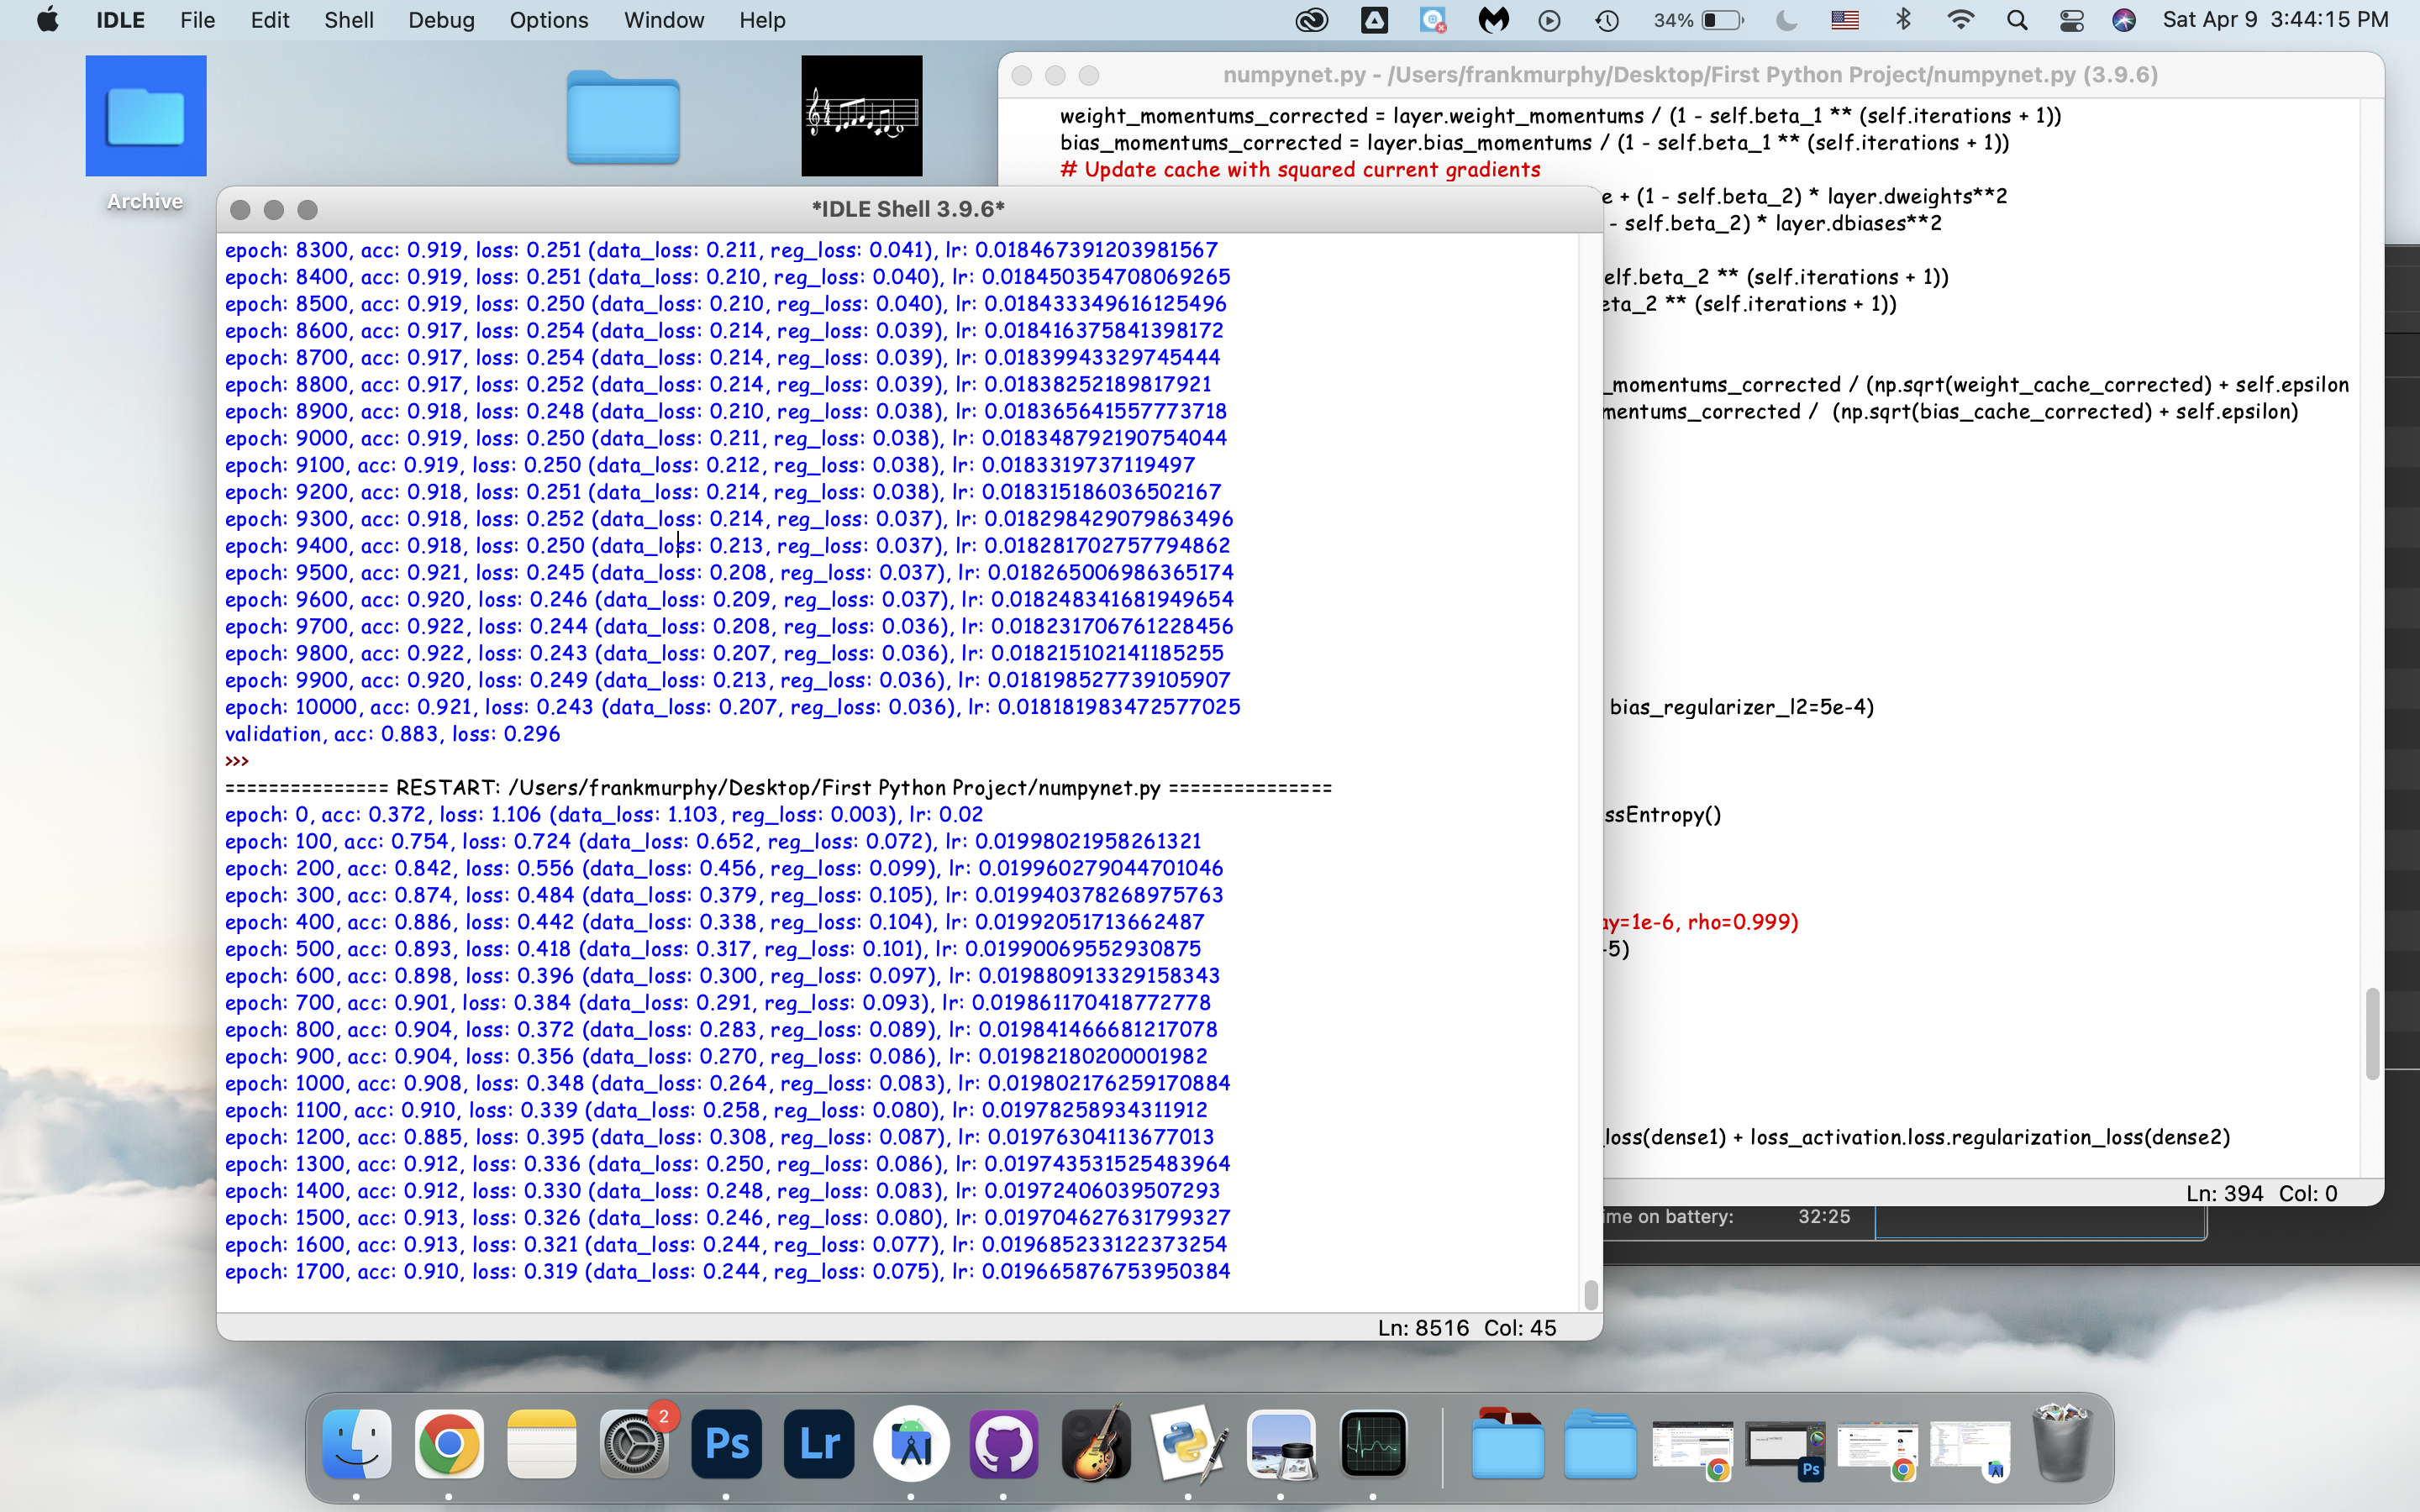 IDLE File Edit Shell Debug Options Window Help 34% Sat Apr 9 3:44:15 PM
Archive
numpynet.py - /Users/frankmurphy/Desktop/First Python Project/numpynet.py (3.9.6)
weight_momentums_corrected = layer.weight_momentums / (1 - self.beta_1 ** (self.iterations + 1))
bias_momentums_corrected = layer.bias_momentums / (1 - self.beta_1 ** (self.iterations + 1))
# Update cache with squared current gradients
e + (1 - self.beta_2) * layer.dweights**2
- self.beta_2) * layer.dbiases**2
elf.beta_2 ** (self.iterations + 1))
eta_2 ** (self.iterations + 1))
_momentums_corrected / (np.sqrt(weight_cache_corrected) + self.epsilon
mentums_corrected / (np.sqrt(bias_cache_corrected) + self.epsilon)
bias_regularizer_l2=5e-4)
ssEntropy()
ay=1e-6, rho=0.999)
-5)
loss(dense1) + loss_activation.loss.regularization_loss(dense2)
Ln: 394 Col: 0
ime on battery: 32:25
*IDLE Shell 3.9.6*
epoch: 8300, acc: 0.919, loss: 0.251 (data_loss: 0.211, reg_loss: 0.041), lr: 0.018467391203981567
epoch: 8400, acc: 0.919, loss: 0.251 (data_loss: 0.210, reg_loss: 0.040), lr: 0.018450354708069265
epoch: 8500, acc: 0.919, loss: 0.250 (data_loss: 0.210, reg_loss: 0.040), lr: 0.018433349616125496
epoch: 8600, acc: 0.917, loss: 0.254 (data_loss: 0.214, reg_loss: 0.039), lr: 0.018416375841398172
epoch: 8700, acc: 0.917, loss: 0.254 (data_loss: 0.214, reg_loss: 0.039), lr: 0.01839943329745444
epoch: 8800, acc: 0.917, loss: 0.252 (data_loss: 0.214, reg_loss: 0.039), lr: 0.01838252189817921
epoch: 8900, acc: 0.918, loss: 0.248 (data_loss: 0.210, reg_loss: 0.038), lr: 0.018365641557773718
epoch: 9000, acc: 0.919, loss: 0.250 (data_loss: 0.211, reg_loss: 0.038), lr: 0.018348792190754044
epoch: 9100, acc: 0.919, loss: 0.250 (data_loss: 0.212, reg_loss: 0.038), lr: 0.0183319737119497
epoch: 9200, acc: 0.918, loss: 0.251 (data_loss: 0.214, reg_loss: 0.038), lr: 0.018315186036502167
epoch: 9300, acc: 0.918, loss: 0.252 (data_loss: 0.214, reg_loss: 0.037), lr: 0.018298429079863496
epoch: 9400, acc: 0.918, loss: 0.250 (data_loss: 0.213, reg_loss: 0.037), lr: 0.018281702757794862
epoch: 9500, acc: 0.921, loss: 0.245 (data_loss: 0.208, reg_loss: 0.037), lr: 0.018265006986365174
epoch: 9600, acc: 0.920, loss: 0.246 (data_loss: 0.209, reg_loss: 0.037), lr: 0.018248341681949654
epoch: 9700, acc: 0.922, loss: 0.244 (data_loss: 0.208, reg_loss: 0.036), lr: 0.018231706761228456
epoch: 9800, acc: 0.922, loss: 0.243 (data_loss: 0.207, reg_loss: 0.036), lr: 0.018215102141185255
epoch: 9900, acc: 0.920, loss: 0.249 (data_loss: 0.213, reg_loss: 0.036), lr: 0.018198527739105907
epoch: 10000, acc: 0.921, loss: 0.243 (data_loss: 0.207, reg_loss: 0.036), lr: 0.018181983472577025
validation, acc: 0.883, loss: 0.296
>>>
=============== RESTART: /Users/frankmurphy/Desktop/First Python Project/numpynet.py ===============
epoch: 0, acc: 0.372, loss: 1.106 (data_loss: 1.103, reg_loss: 0.003), lr: 0.02
epoch: 100, acc: 0.754, loss: 0.724 (data_loss: 0.652, reg_loss: 0.072), lr: 0.01998021958261321
epoch: 200, acc: 0.842, loss: 0.556 (data_loss: 0.456, reg_loss: 0.099), lr: 0.019960279044701046
epoch: 300, acc: 0.874, loss: 0.484 (data_loss: 0.379, reg_loss: 0.105), lr: 0.019940378268975763
epoch: 400, acc: 0.886, loss: 0.442 (data_loss: 0.338, reg_loss: 0.104), lr: 0.01992051713662487
epoch: 500, acc: 0.893, loss: 0.418 (data_loss: 0.317, reg_loss: 0.101), lr: 0.01990069552930875
epoch: 600, acc: 0.898, loss: 0.396 (data_loss: 0.300, reg_loss: 0.097), lr: 0.019880913329158343
epoch: 700, acc: 0.901, loss: 0.384 (data_loss: 0.291, reg_loss: 0.093), lr: 0.019861170418772778
epoch: 800, acc: 0.904, loss: 0.372 (data_loss: 0.283, reg_loss: 0.089), lr: 0.019841466681217078
epoch: 900, acc: 0.904, loss: 0.356 (data_loss: 0.270, reg_loss: 0.086), lr: 0.01982180200001982
epoch: 1000, acc: 0.908, loss: 0.348 (data_loss: 0.264, reg_loss: 0.083), lr: 0.019802176259170884
epoch: 1100, acc: 0.910, loss: 0.339 (data_loss: 0.258, reg_loss: 0.080), lr: 0.01978258934311912
epoch: 1200, acc: 0.885, loss: 0.395 (data_loss: 0.308, reg_loss: 0.087), lr: 0.01976304113677013
epoch: 1300, acc: 0.912, loss: 0.336 (data_loss: 0.250, reg_loss: 0.086), lr: 0.019743531525483964
epoch: 1400, acc: 0.912, loss: 0.330 (data_loss: 0.248, reg_loss: 0.083), lr: 0.01972406039507293
epoch: 1500, acc: 0.913, loss: 0.326 (data_loss: 0.246, reg_loss: 0.080), lr: 0.019704627631799327
epoch: 1600, acc: 0.913, loss: 0.321 (data_loss: 0.244, reg_loss: 0.077), lr: 0.019685233122373254
epoch: 1700, acc: 0.910, loss: 0.319 (data_loss: 0.244, reg_loss: 0.075), lr: 0.019665876753950384
Ln: 8516 Col: 45
2
Ps
Lr
Ps